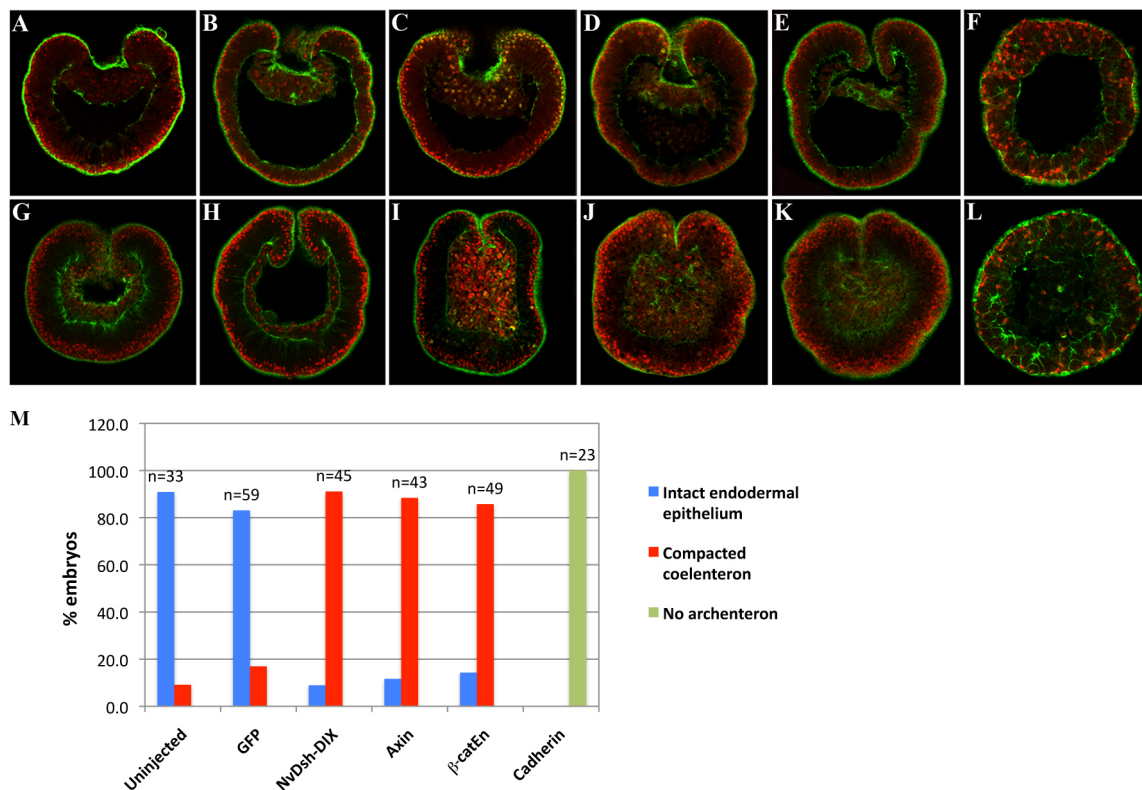 A B C D E F
G H I J K L
M
120.0
100.0
80.0
60.0
40.0
20.0
0.0
% embryos
n=33
n=59
n=45
n=43
n=49
n=23
Uninjected
GFP
NvDsh-DIX
Axin
β-catEn
Cadherin
Intact endodermal
epithelium
Compacted
coelenteron
No archenteron